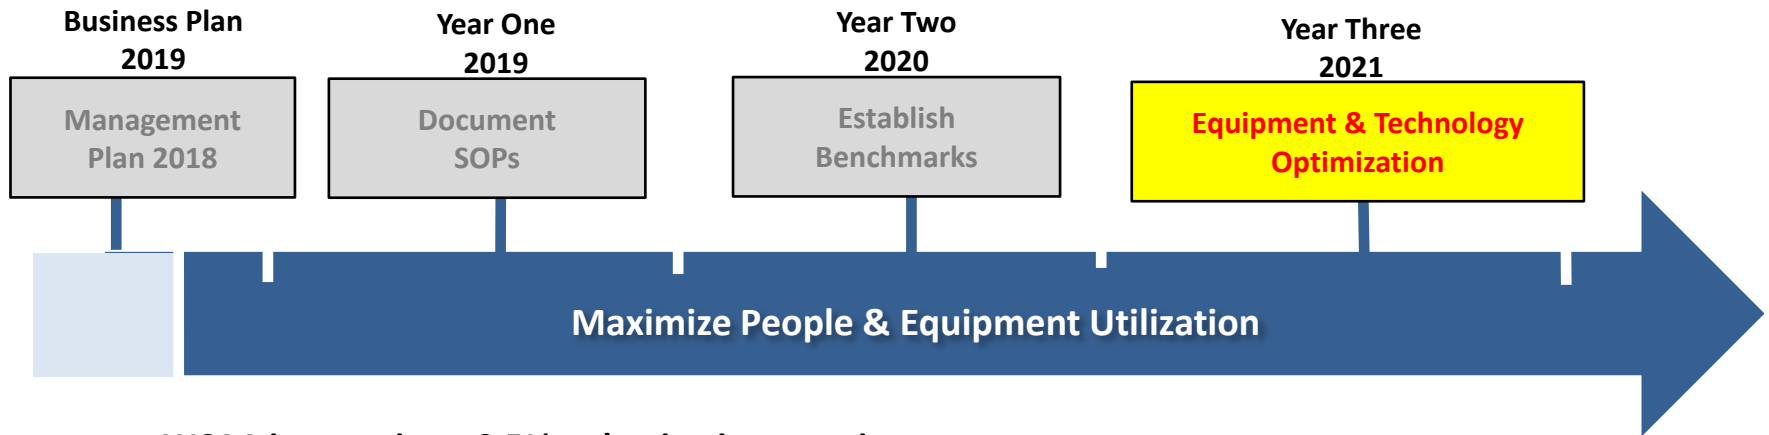 Business Plan
2019
Management
Plan 2018
Year One
2019
Document
SOPs
Year Two
2020
Establish
Benchmarks
Year Three
2021
Equipment & Technology
Optimization
Maximize People & Equipment Utilization